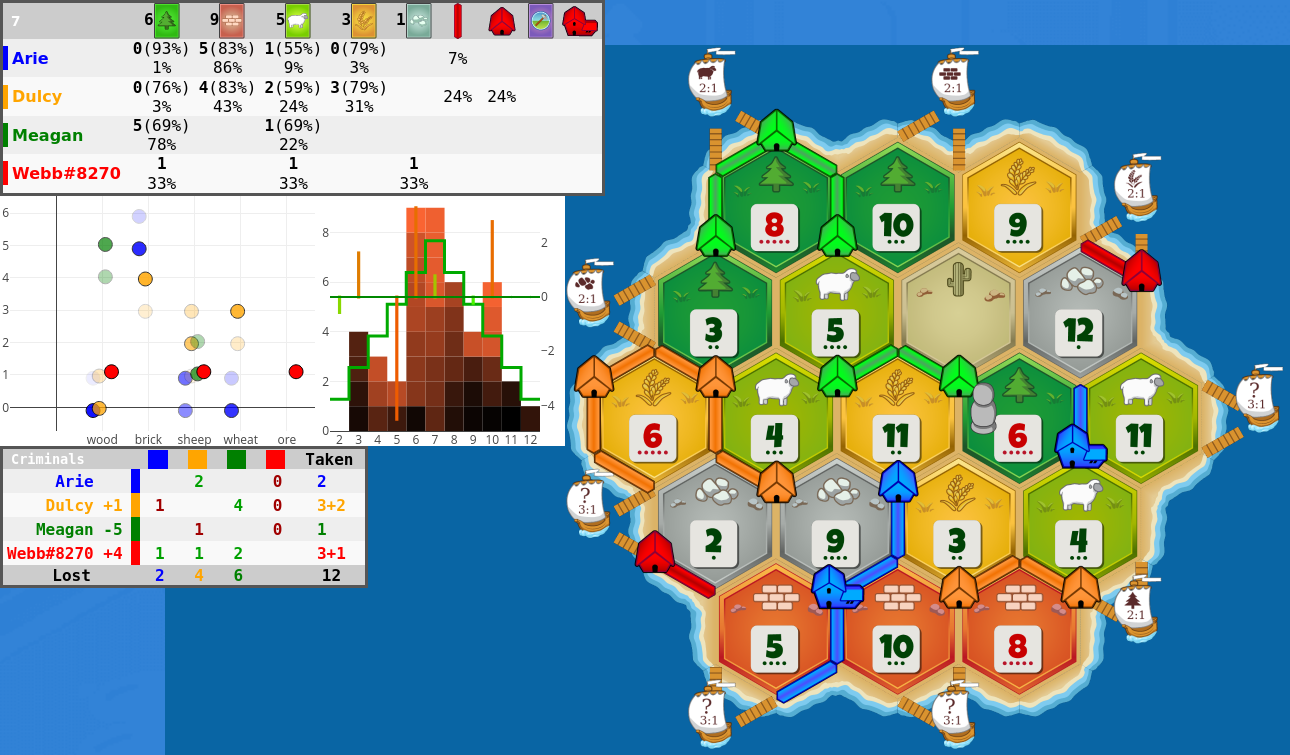 7 6 9 5 3 1
Arie 0(93%) 1% 5(83%) 86% 1(55%) 9% 0(79%) 3% 7%
Dulcy 0(76%) 3% 4(83%) 43% 2(59%) 24% 3(79%) 31% 24% 24%
Meagan 5(69%) 78% 1(69%) 22%
Webb#8270 1 33% 1 33% 1 33%
6
5
4
3
2
1
0
wood brick sheep wheat ore
8
6
4
2
0
2
0
−2
−4
2 3 4 5 6 7 8 9 10 11 12
Criminals Taken
Arie 2 0 2
Dulcy +1 1 4 0 3+2
Meagan -5 1 0 1
Webb#8270 +4 1 1 2 3+1
Lost 2 4 6 12
2:1 2:1
2:1
8 10 9
2:1
3 5 12
? 3:1
6 4 11 6 11
? 3:1
2 9 3 4
2:1
5 10 8
? 3:1 ? 3:1